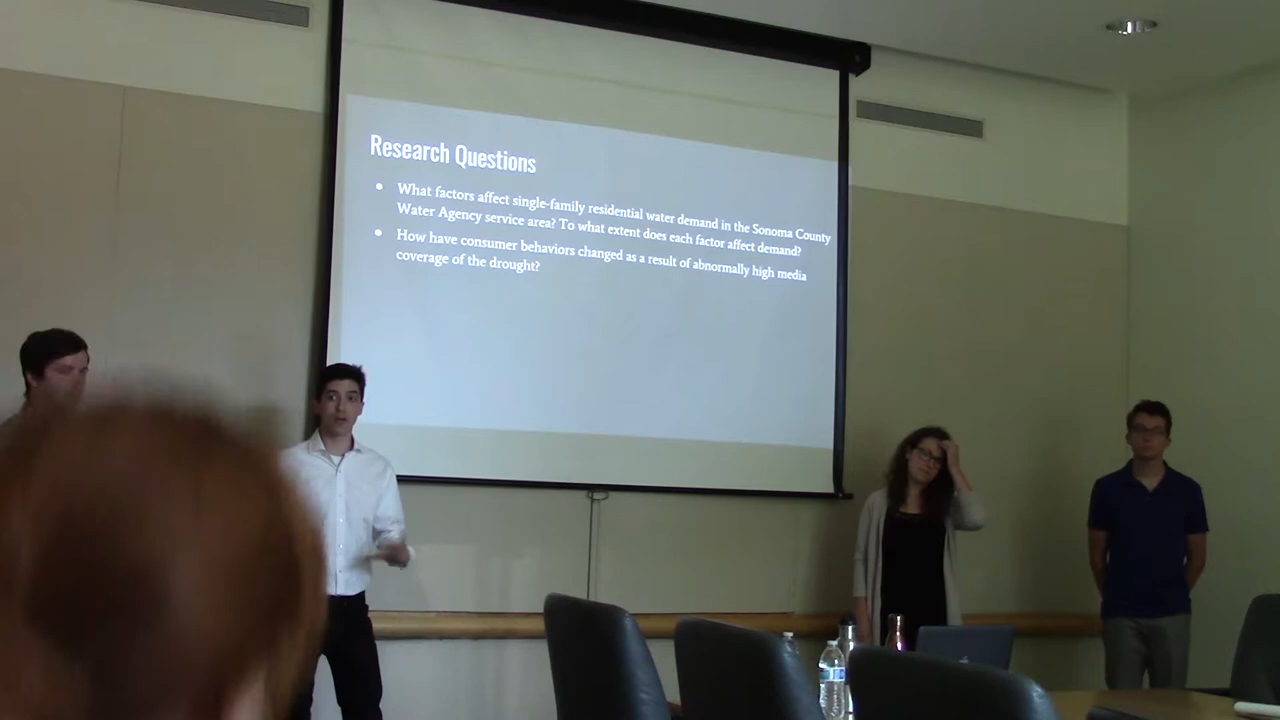 Research Questions
● What factors affect single-family residential water demand in the Sonoma County
Water Agency service area? To what extent does each factor affect demand?
● How have consumer behaviors changed as a result of abnormally high media
coverage of the drought?